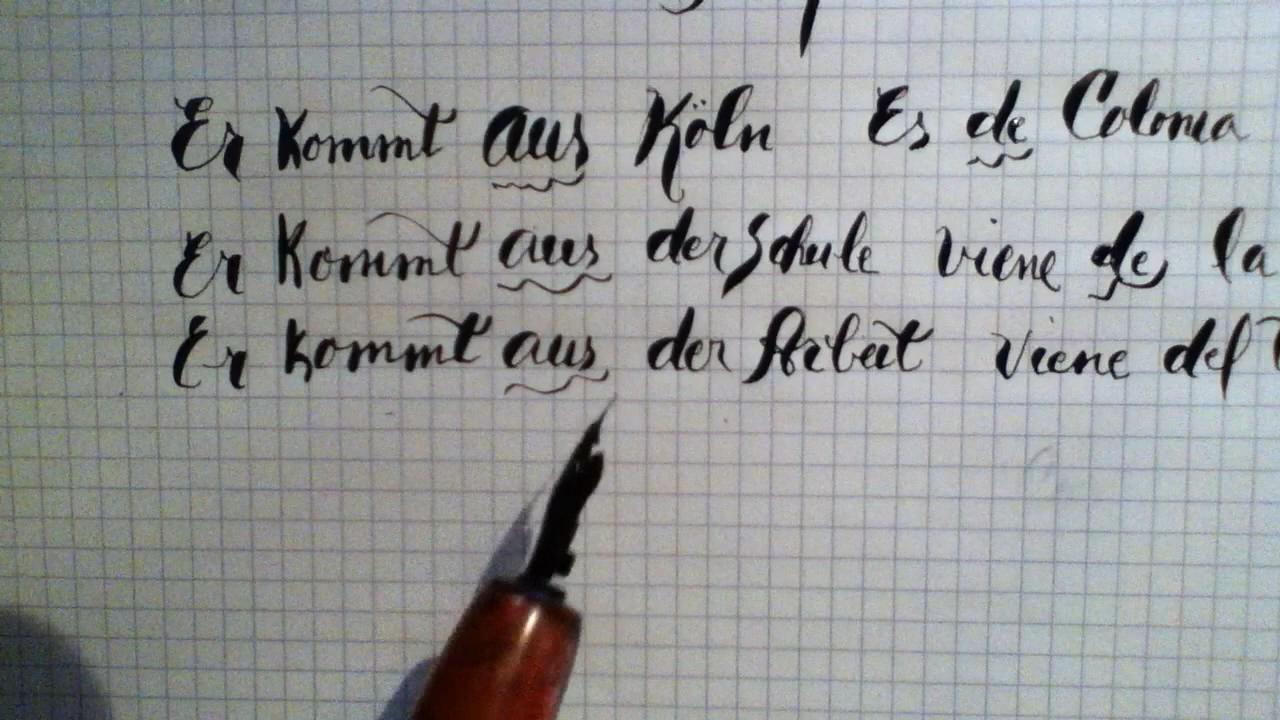 Er kommt aus Köln Es de Colonia
Er kommt aus der Schule viene de la
Er kommt aus der Arbeit viene del